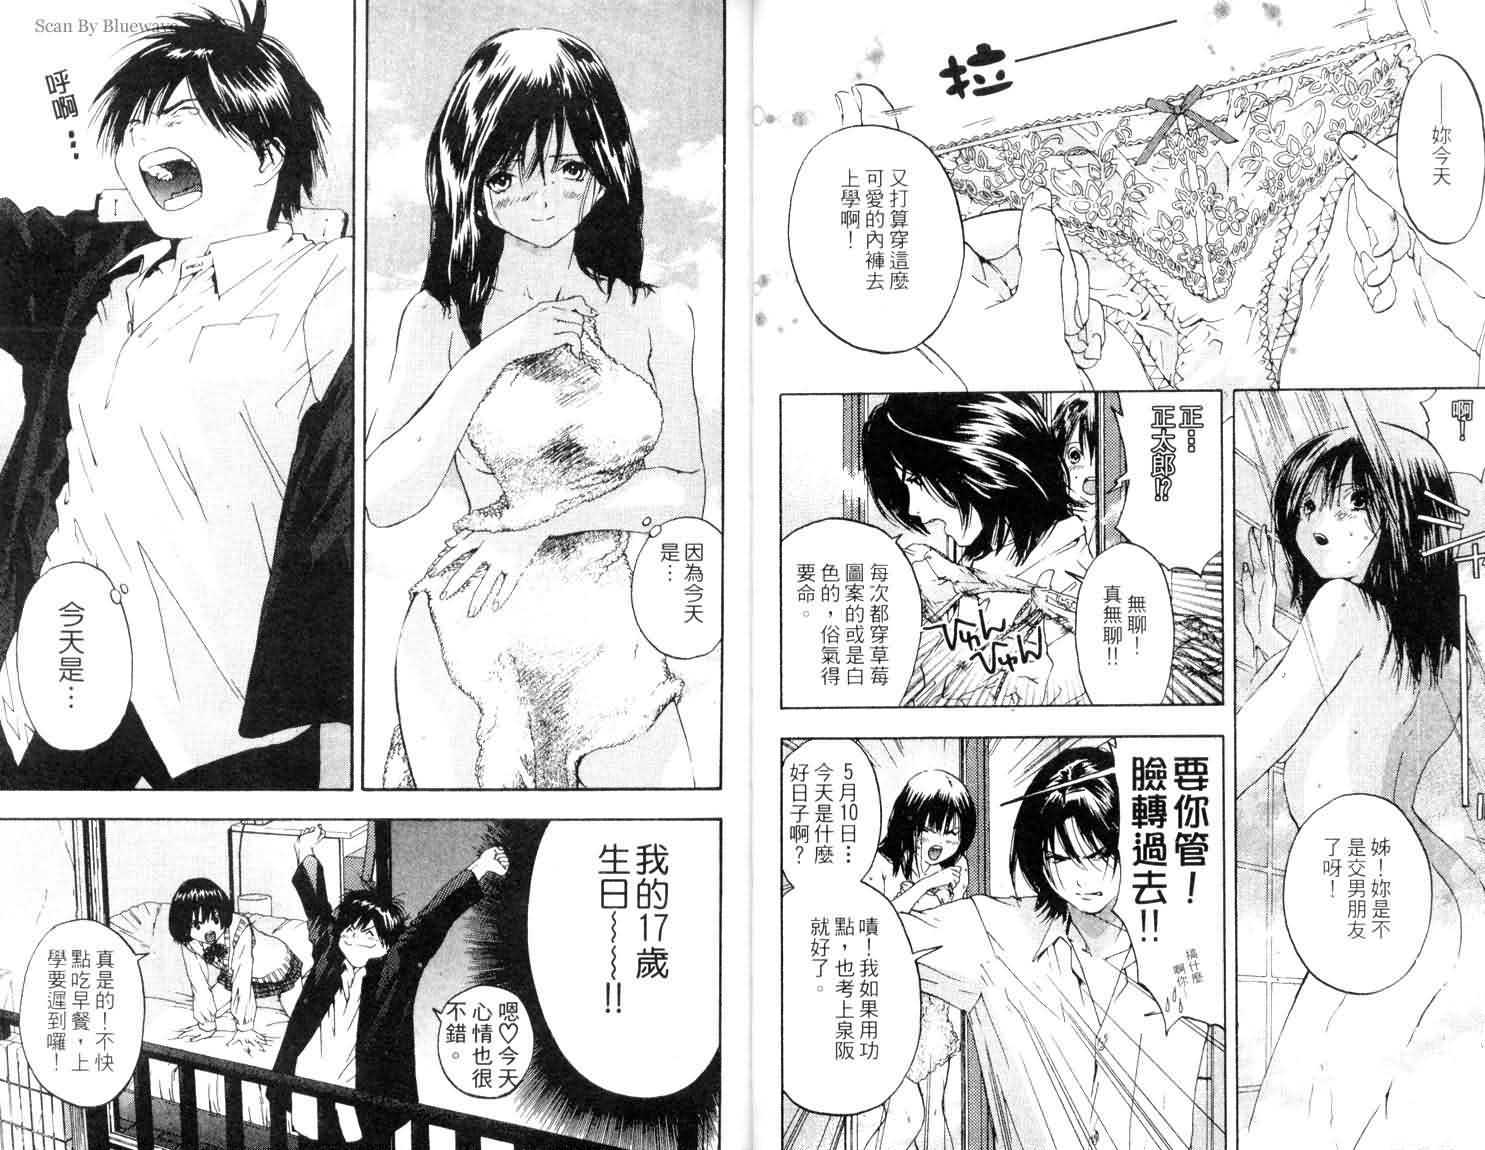 Scan By Bluewave
拉
——妳今天
又打算穿這麼
可愛的內褲去
上學啊!
啊!
姊!妳是不
是交男朋友
了呀!
正…
正太郎!?
無聊!
真無聊!!
每次都穿草莓
圖案的或是白
色的,俗氣得
要命。
びゅん
びゅん
要你管!
臉轉過去!!
搞什麼
啊你
5月10日…
今天是什麼
好日子啊?
嘖!我如果用功
點,也考上泉阪
就好了。
因為今天
是…
呼啊…
今天是…
我的17歲
生日~~~!!
嗯♡今天
心情也很
不錯。
真是的!不快
點吃早餐,上
學要遲到囉!